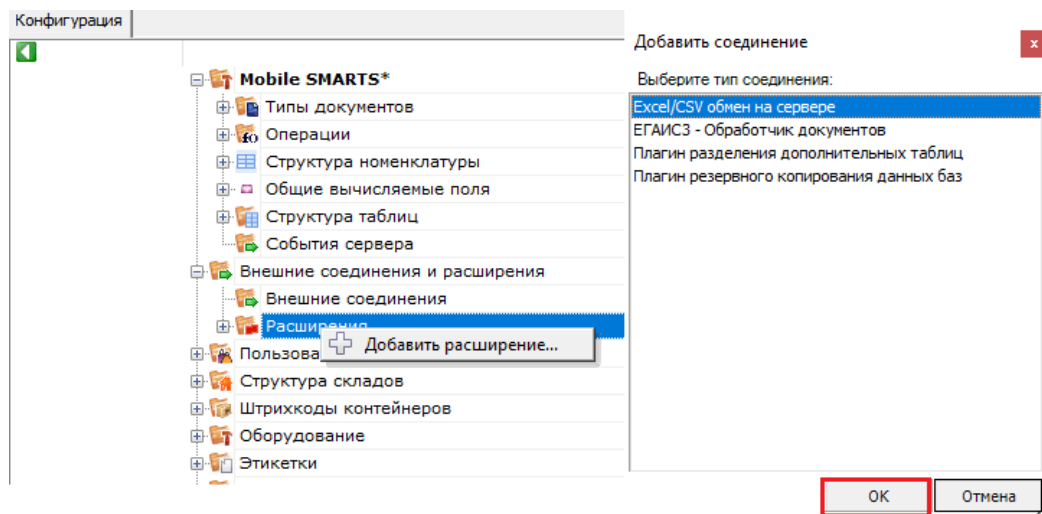 Конфигурация
Mobile SMARTS*
Типы документов
Операции
Структура номенклатуры
Общие вычисляемые поля
Структура таблиц
События сервера
Внешние соединения и расширения
Внешние соединения
Расширения
Добавить расширение...
Пользова
Структура складов
Штрихкоды контейнеров
Оборудование
Этикетки
Добавить соединение
x
Выберите тип соединения:
Excel/CSV обмен на сервере
ЕГАИС3 - Обработчик документов
Плагин разделения дополнительных таблиц
Плагин резервного копирования данных баз
ОК
Отмена